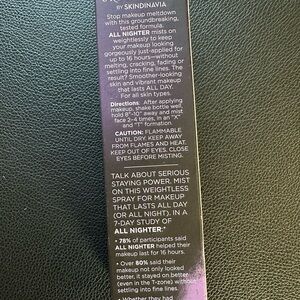 BY SKINDINAVIA
Stop makeup meltdown
with this groundbreaking,
tested formula.
ALL NIGHTER mists on
weightlessly to keep
your makeup looking
gorgeously just-applied for
up to 16 hours—without
melting, cracking, fading or
settling into fine lines. The
result? Smoother-looking
skin and vibrant makeup
that lasts ALL DAY.
For all skin types.
Directions: After applying
makeup, shake bottle well,
hold 8"-10" away and mist
face 2-4 times, in an "X"
and "T" formation.
CAUTION: FLAMMABLE
UNTIL DRY. KEEP AWAY
FROM FLAMES AND HEAT.
KEEP OUT OF EYES. CLOSE
EYES BEFORE MISTING.
TALK ABOUT SERIOUS
STAYING POWER. MIST
ON THIS WEIGHTLESS
SPRAY FOR MAKEUP
THAT LASTS ALL DAY
(OR ALL NIGHT). IN A
7-DAY STUDY OF
ALL NIGHTER:*
• 78% of participants said
ALL NIGHTER helped their
makeup last for 16 hours.
• Over 80% said their
makeup not only looked
better, it stayed on better
(even in the T-zone) without
settling into fine lines.
• Whether they had